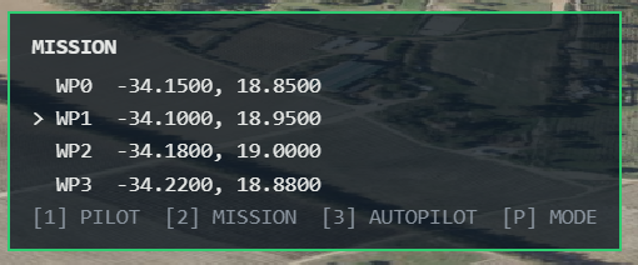 MISSION
WP0 -34.1500, 18.8500
> WP1 -34.1000, 18.9500
WP2 -34.1800, 19.0000
WP3 -34.2200, 18.8800
[1] PILOT [2] MISSION [3] AUTOPILOT [P] MODE